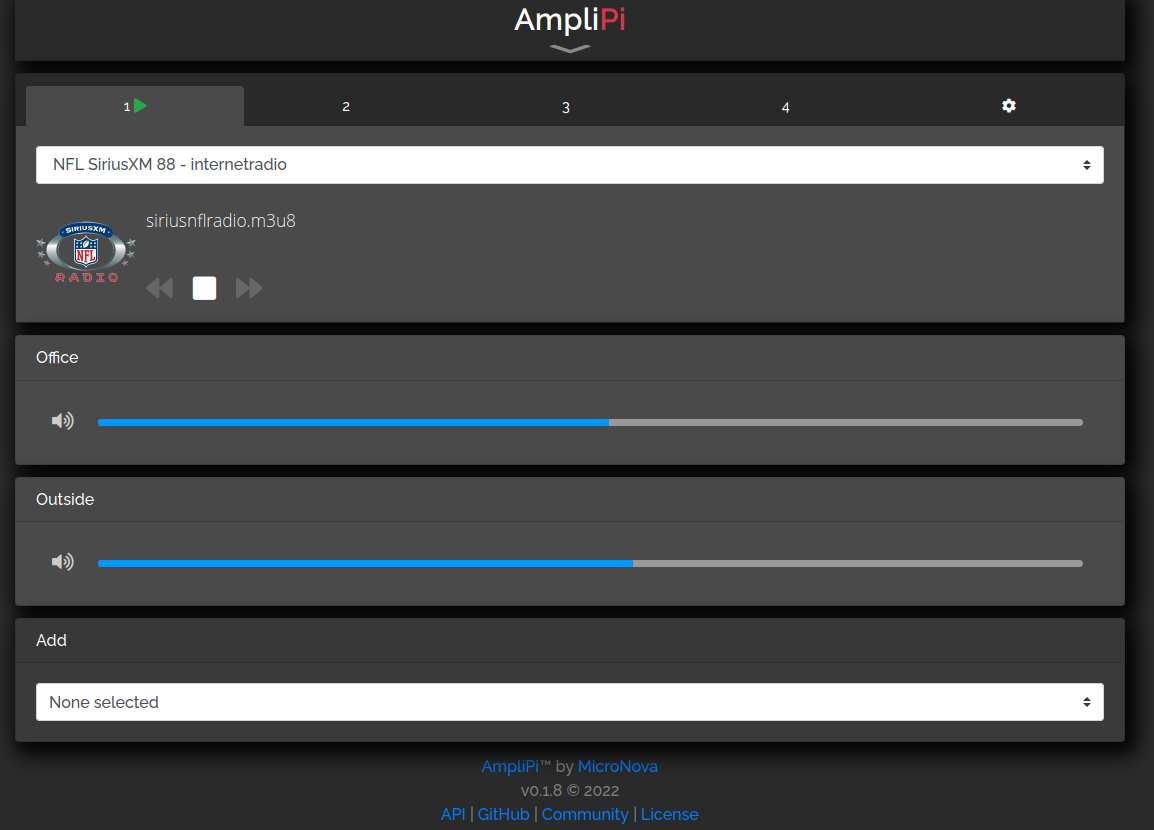 AmpliPi
1
2
3
4
NFL SiriusXM 88 - internetradio
siriusnflradio.m3u8
SIRIUSXM
NFL
RADIO
Office
Outside
Add
None selected
AmpliPi™ by MicroNova
v0.1.8 © 2022
API | GitHub | Community | License